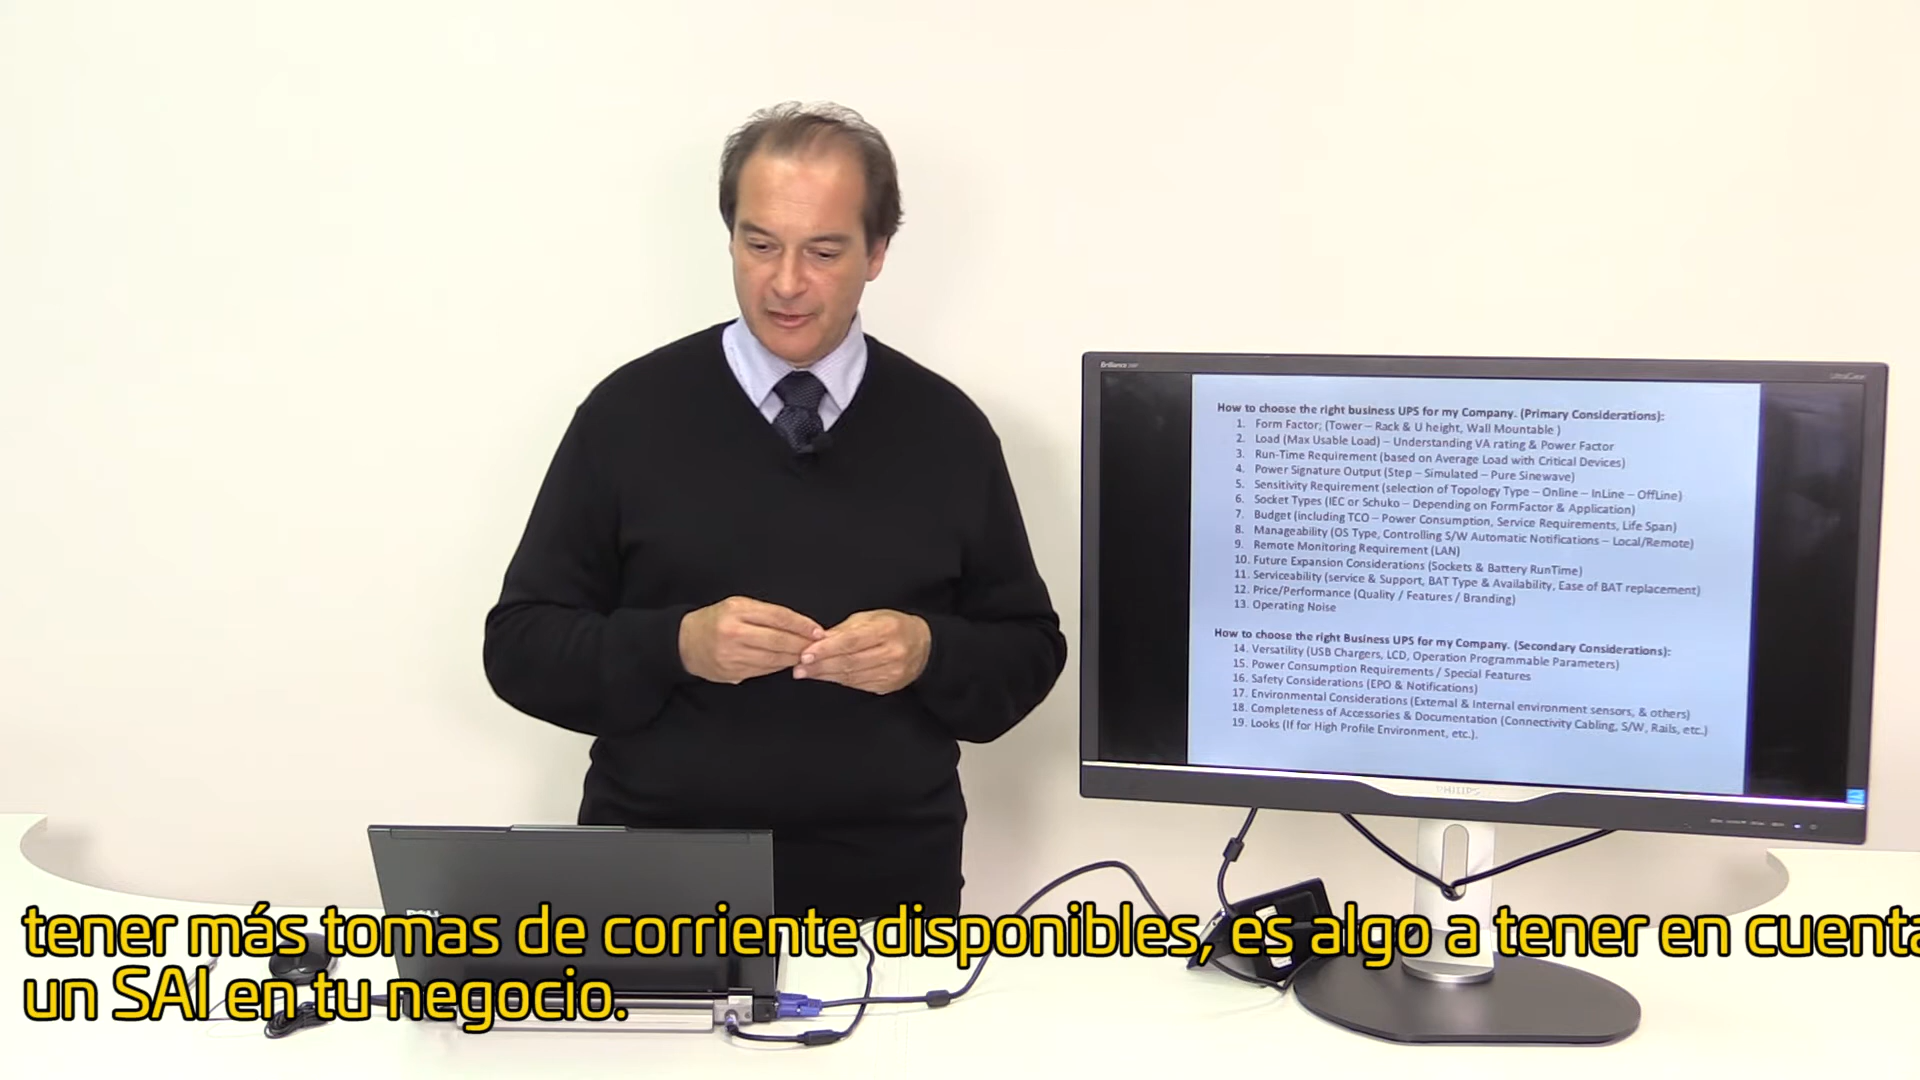 Brilliance
How to choose the right business UPS for my Company. (Primary Considerations):
1. Form Factor; (Tower – Rack & U height, Wall Mountable )
2. Load (Max Usable Load) – Understanding VA rating & Power Factor
3. Run-Time Requirement (based on Average Load with Critical Devices)
4. Power Signature Output (Step – Simulated – Pure Sinewave)
5. Sensitivity Requirement (selection of Topology Type – Online – InLine – OffLine)
6. Socket Types (IEC or Schuko – Depending on FormFactor & Application)
7. Budget (including TCO – Power Consumption, Service Requirements, Life Span)
8. Manageability (OS Type, Controlling S/W Automatic Notifications – Local/Remote)
9. Remote Monitoring Requirement (LAN)
10. Future Expansion Considerations (Sockets & Battery RunTime)
11. Serviceability (service & Support, BAT Type & Availability, Ease of BAT replacement)
12. Price/Performance (Quality / Features / Branding)
13. Operating Noise
How to choose the right Business UPS for my Company. (Secondary Considerations):
14. Versatility (USB Chargers, LCD, Operation Programmable Parameters)
15. Power Consumption Requirements / Special Features
16. Safety Considerations (EPO & Notifications)
17. Environmental Considerations (External & Internal environment sensors, & others)
18. Completeness of Accessories & Documentation (Connectivity Cabling, S/W, Rails, etc.)
19. Looks (If for High Profile Environment, etc.).
PHILIPS
DELL
tener más tomas de corriente disponibles, es algo a tener en cuenta
un SAI en tu negocio.